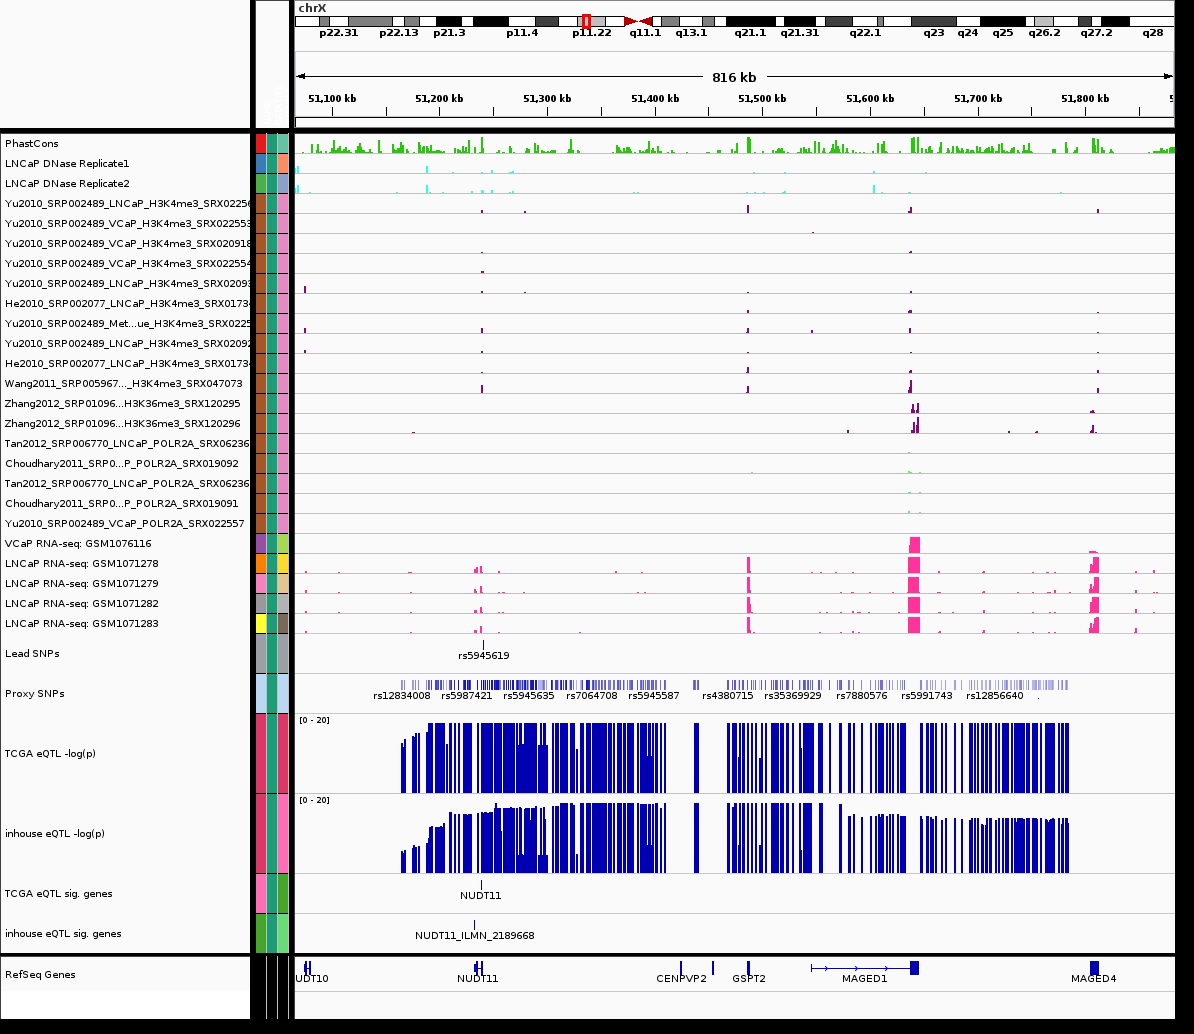 chrX
p22.31 p22.13 p21.3 p11.4 p11.22 q11.1 q13.1 q21.1 q21.31 q22.1 q23 q24 q25 q26.2 q27.2 q28
816 kb
51,100 kb 51,200 kb 51,300 kb 51,400 kb 51,500 kb 51,600 kb 51,700 kb 51,800 kb 5
PhastCons
LNCaP DNase Replicate1
LNCaP DNase Replicate2
Yu2010_SRP002489_LNCaP_H3K4me3_SRX02256
Yu2010_SRP002489_VCaP_H3K4me3_SRX022553
Yu2010_SRP002489_VCaP_H3K4me3_SRX020918
Yu2010_SRP002489_VCaP_H3K4me3_SRX022554
Yu2010_SRP002489_LNCaP_H3K4me3_SRX0209
He2010_SRP002077_LNCaP_H3K4me3_SRX0173
Yu2010_SRP002489_Met...ue_H3K4me3_SRX0225
Yu2010_SRP002489_LNCaP_H3K4me3_SRX02092
He2010_SRP002077_LNCaP_H3K4me3_SRX0173
Wang2011_SRP005967..._H3K4me3_SRX047073
Zhang2012_SRP01096...H3K36me3_SRX120295
Zhang2012_SRP01096...H3K36me3_SRX120296
Tan2012_SRP006770_LNCaP_POLR2A_SRX06236
Choudhary2011_SRP0...P_POLR2A_SRX019092
Tan2012_SRP006770_LNCaP_POLR2A_SRX06236
Choudhary2011_SRP0...P_POLR2A_SRX019091
Yu2010_SRP002489_VCaP_POLR2A_SRX022557
VCaP RNA-seq: GSM1076116
LNCaP RNA-seq: GSM1071278
LNCaP RNA-seq: GSM1071279
LNCaP RNA-seq: GSM1071282
LNCaP RNA-seq: GSM1071283
Lead SNPs
rs5945619
Proxy SNPs
rs12834008 rs5987421 rs5945635 rs7064708 rs5945587 rs4380715 rs35369929 rs7880576 rs5991743 rs12856640 .
[0 - 20]
TCGA eQTL -log(p)
[0 - 20]
inhouse eQTL -log(p)
TCGA eQTL sig. genes
NUDT11
inhouse eQTL sig. genes
NUDT11_ILMN_2189668
RefSeq Genes
UDT10 NUDT11 CENPVP2 GSPT2 MAGED1 MAGED4